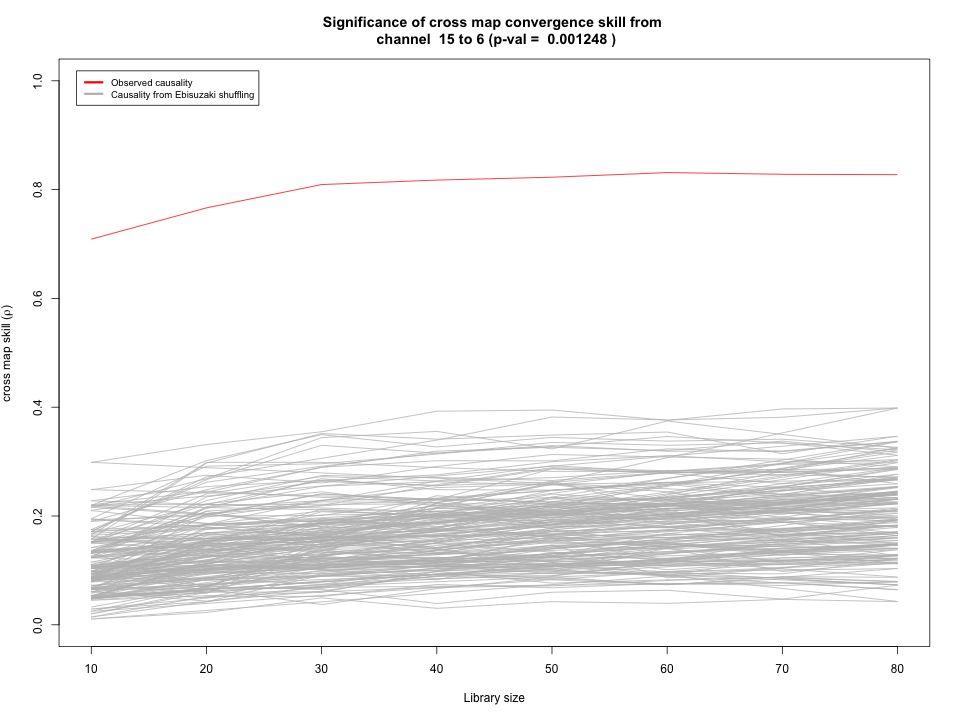 Significance of cross map convergence skill from
channel  15 to 6 (p-val =  0.001248 )
Observed causality
Causality from Ebisuzaki shuffling
cross map skill (ρ)
1.0
0.8
0.6
0.4
0.2
0.0
10 20 30 40 50 60 70 80
Library size